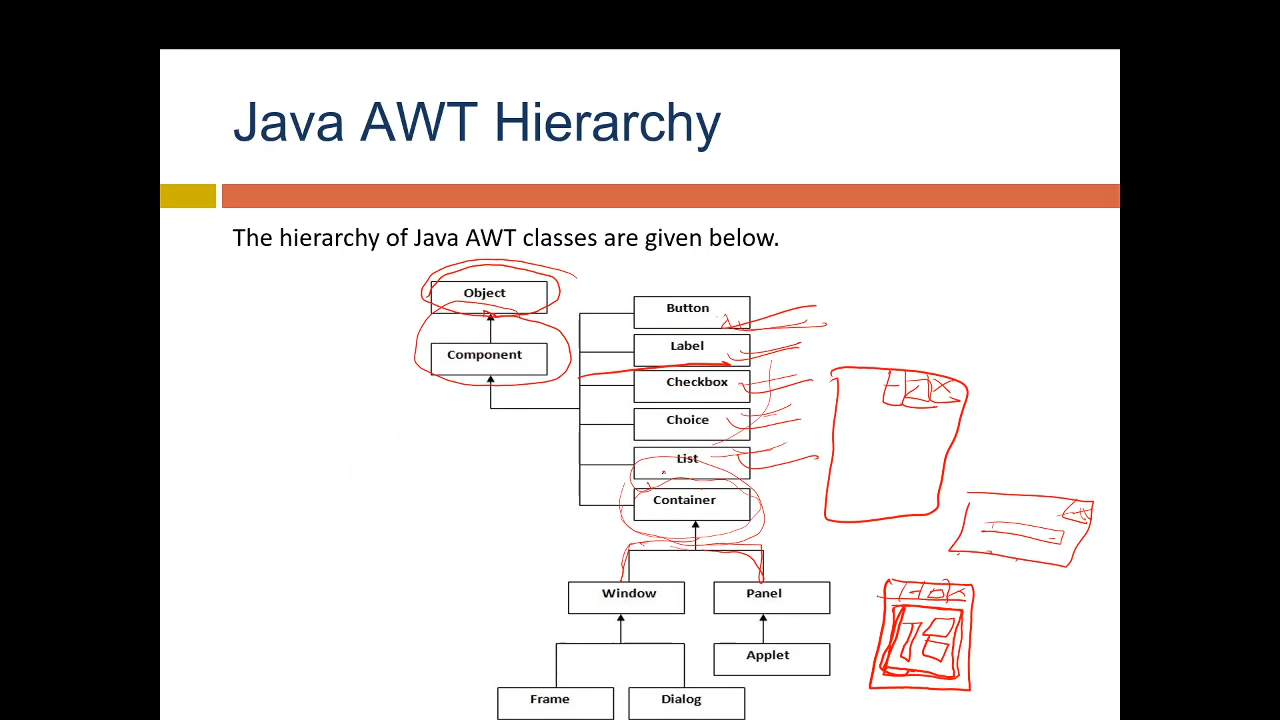 Java AWT Hierarchy
The hierarchy of Java AWT classes are given below.
Object
Component
Button
Label
Checkbox
Choice
List
Container
Window
Panel
Applet
Frame
Dialog